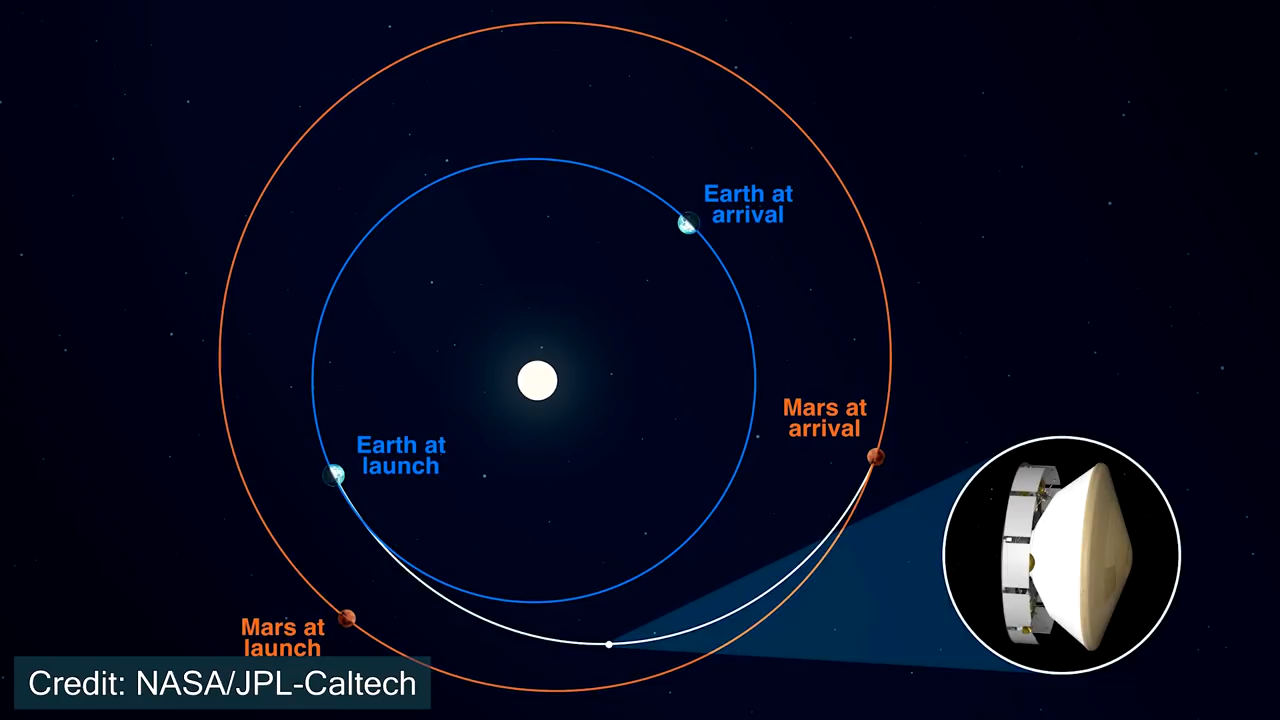 Earth at
arrival
Mars at
arrival
Earth at
launch
Mars at
launch
Credit: NASA/JPL-Caltech